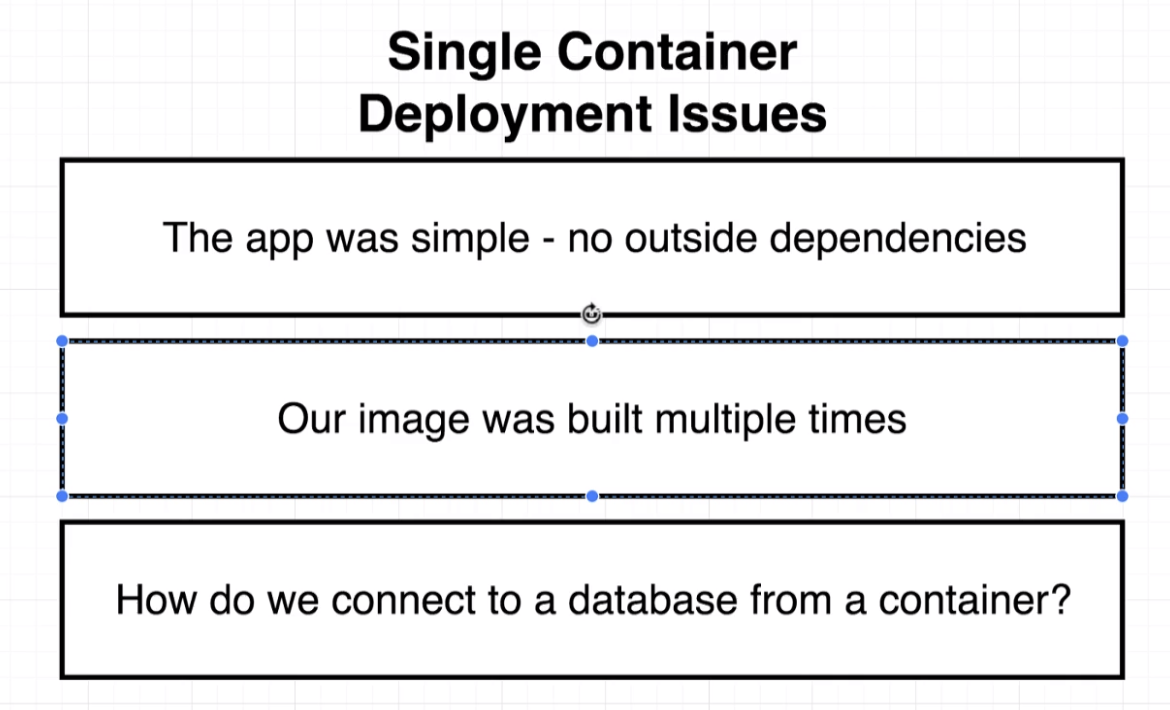 Single Container
Deployment Issues
The app was simple - no outside dependencies
Our image was built multiple times
How do we connect to a database from a container?